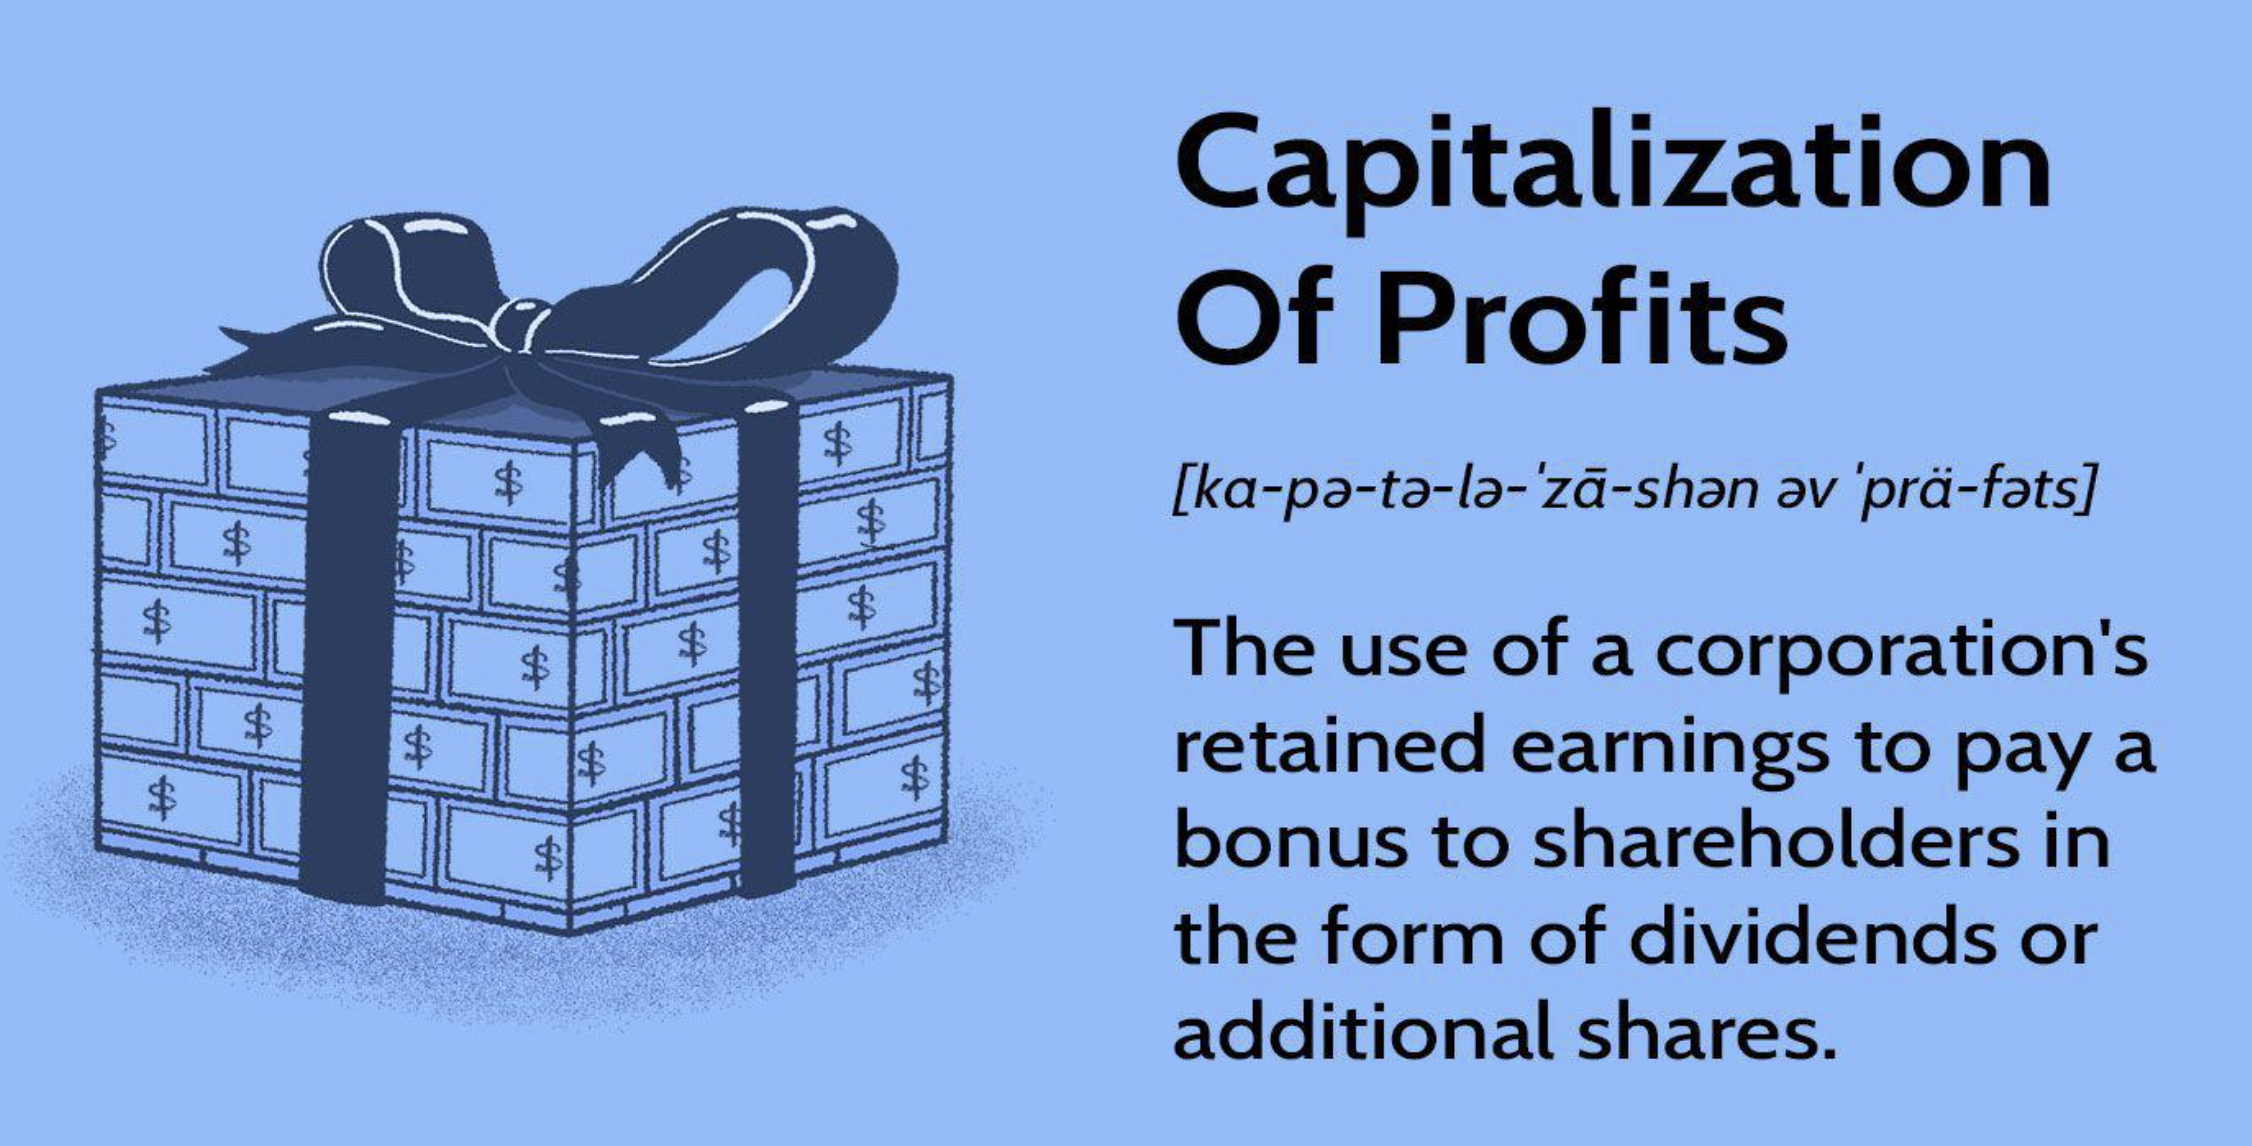 Capitalization
Of Profits
[ka-pə-tə-lə-ˈzā-shən əv ˈprä-fəts]
The use of a corporation's
retained earnings to pay a
bonus to shareholders in
the form of dividends or
additional shares.